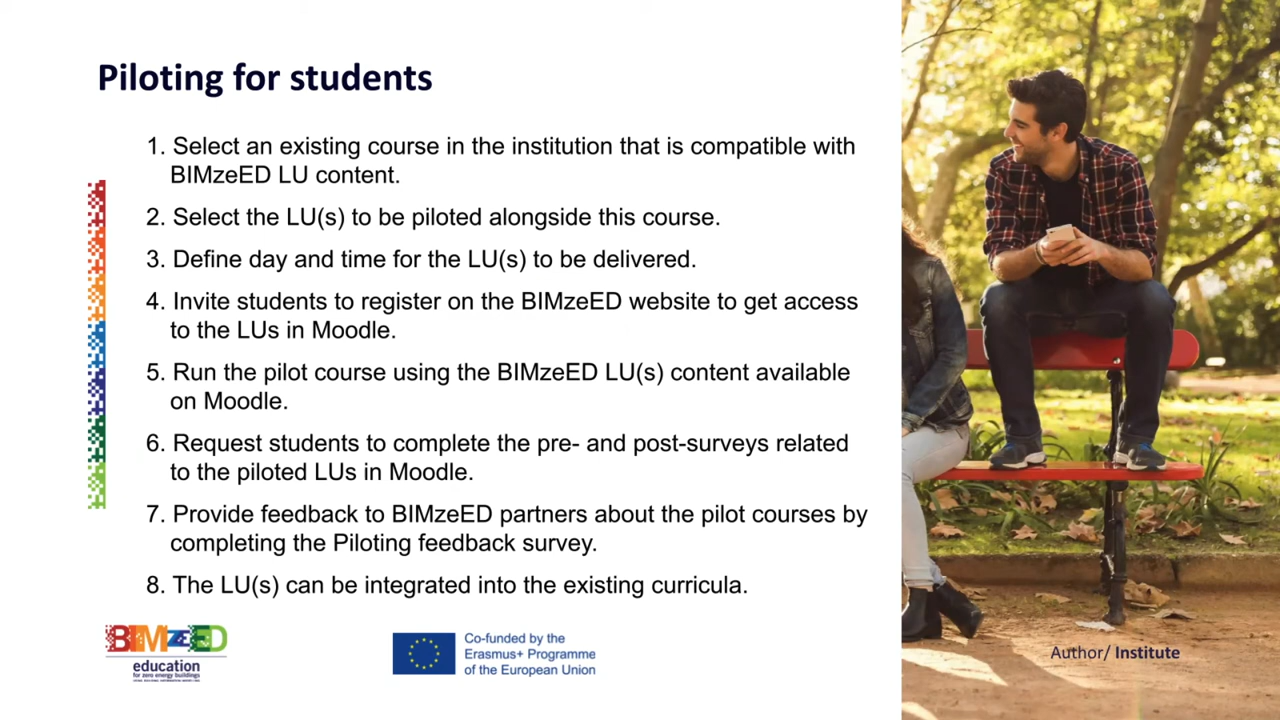 Piloting for students
1. Select an existing course in the institution that is compatible with
BIMzeED LU content.
2. Select the LU(s) to be piloted alongside this course.
3. Define day and time for the LU(s) to be delivered.
4. Invite students to register on the BIMzeED website to get access
to the LUs in Moodle.
5. Run the pilot course using the BIMzeED LU(s) content available
on Moodle.
6. Request students to complete the pre- and post-surveys related
to the piloted LUs in Moodle.
7. Provide feedback to BIMzeED partners about the pilot courses by
completing the Piloting feedback survey.
8. The LU(s) can be integrated into the existing curricula.
BIMzeED
education
for zero energy buildings
Co-funded by the
Erasmus+ Programme
of the European Union
Author/ Institute